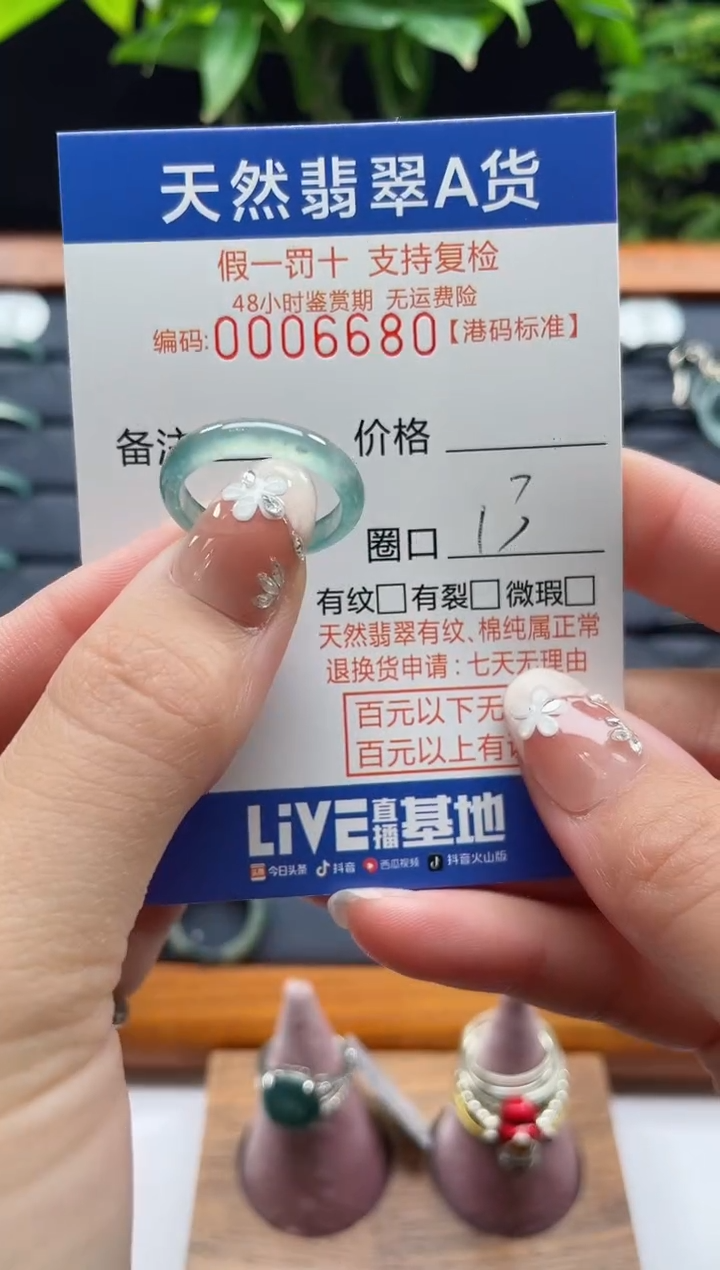 天然翡翠A货
假一罚十 支持复检
48小时鉴赏期 无运费险
编码:0006680【港码标准】
备注 价格
圈口 13
有纹□有裂□微瑕□
天然翡翠有纹、棉纯属正常
退换货申请:七天无理由
百元以下无
百元以上有
LiVE直播基地
今日头条 抖音 西瓜视频 抖音火山版